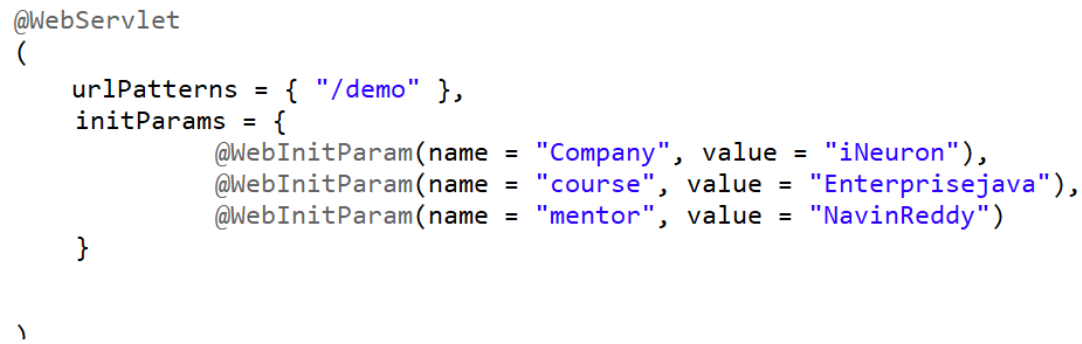 @WebServlet
(
urlPatterns = { "/demo" },
initParams = {
@WebInitParam(name = "Company", value = "iNeuron"),
@WebInitParam(name = "course", value = "Enterprisejava"),
@WebInitParam(name = "mentor", value = "NavinReddy")
}
)